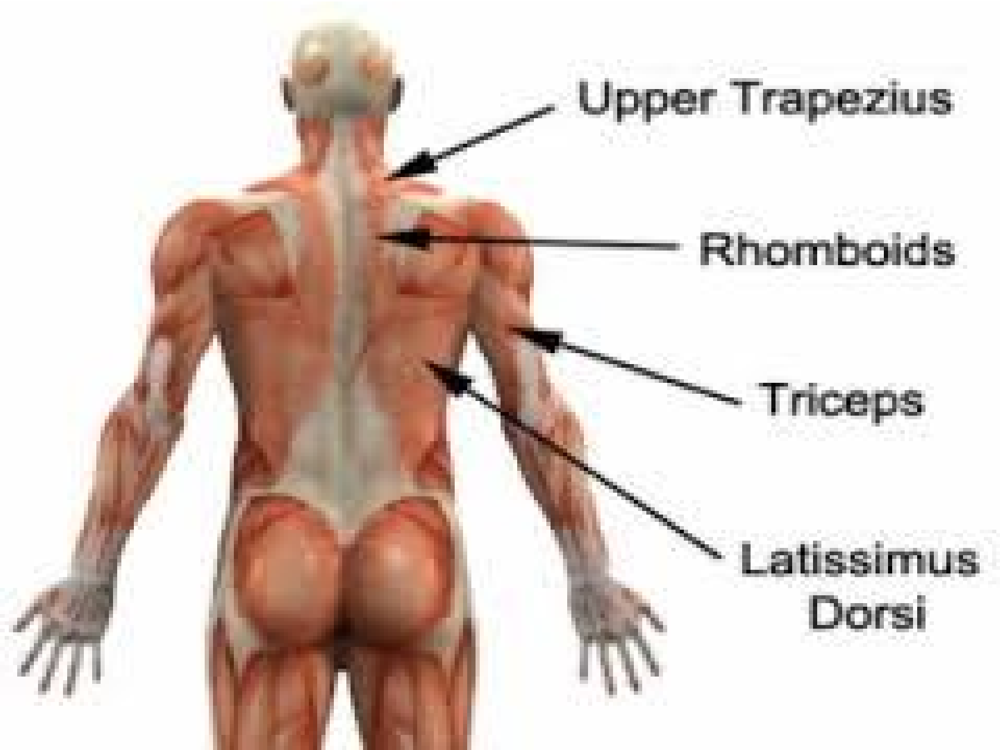 Upper Trapezius
Rhomboids
Triceps
Latissimus
Dorsi